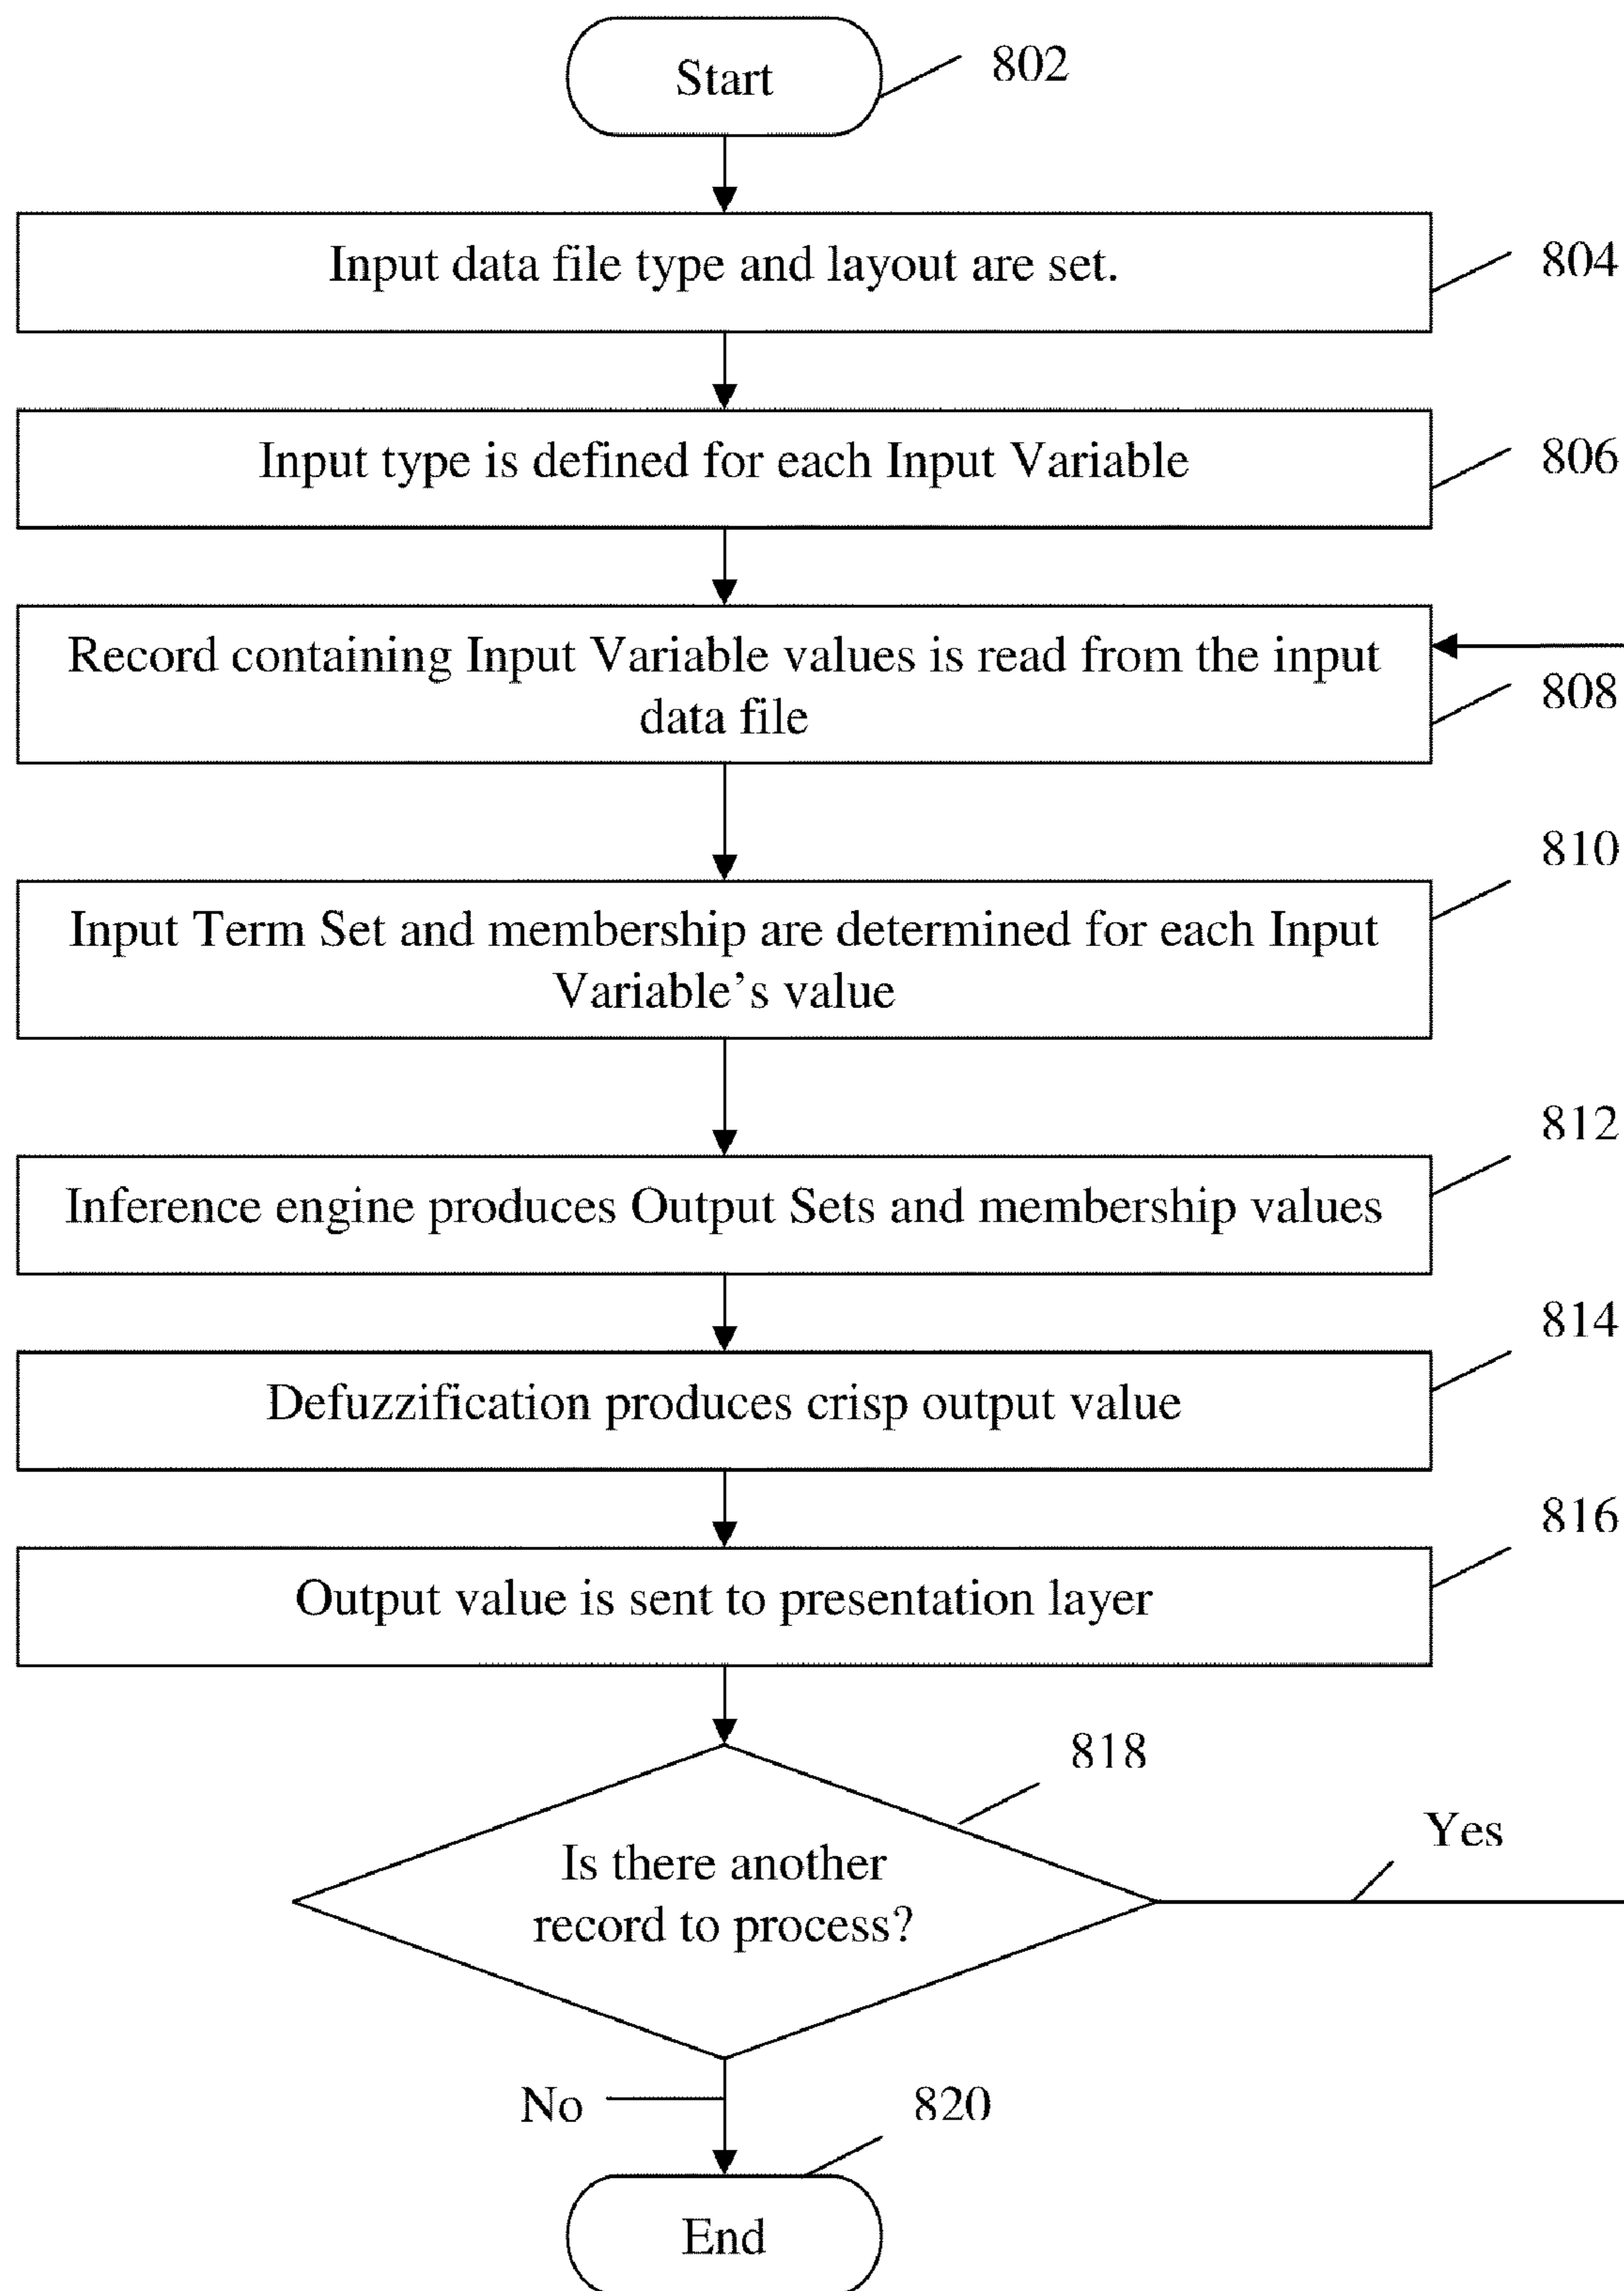 Start
802
Input data file type and layout are set.
804
Input type is defined for each Input Variable
806
Record containing Input Variable values is read from the input
data file
808
810
Input Term Set and membership are determined for each Input
Variable’s value
812
Inference engine produces Output Sets and membership values
814
Defuzzification produces crisp output value
816
Output value is sent to presentation layer
818
Yes
Is there another
record to process?
No
820
End